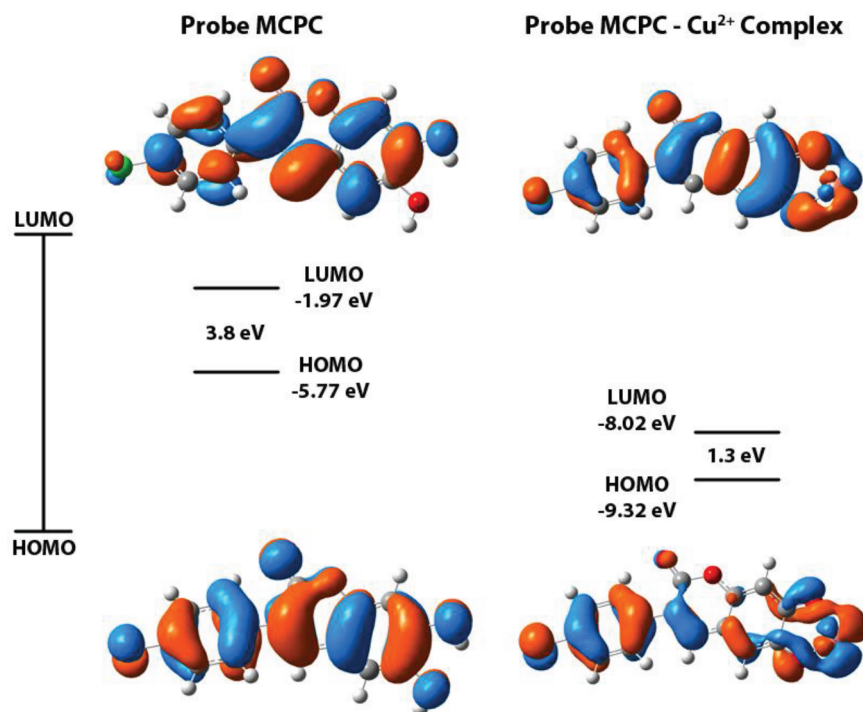 Probe MCPC
Probe MCPC - Cu²⁺ Complex
LUMO
LUMO
-1.97 eV
3.8 eV
HOMO
-5.77 eV
LUMO
-8.02 eV
1.3 eV
HOMO
-9.32 eV
HOMO